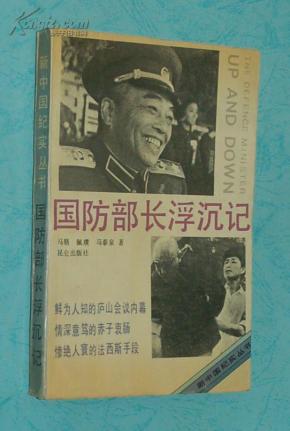 新中国纪实丛书
国防部长浮沉记
THE DEFENCE MINISTER
UP AND DOWN
国防部长浮沉记
马辂 佩璞 马泰泉 著
昆仑出版社
鲜为人知的庐山会议内幕
情深意笃的赤子衷肠
惨绝人寰的法西斯手段
新中国纪实丛书